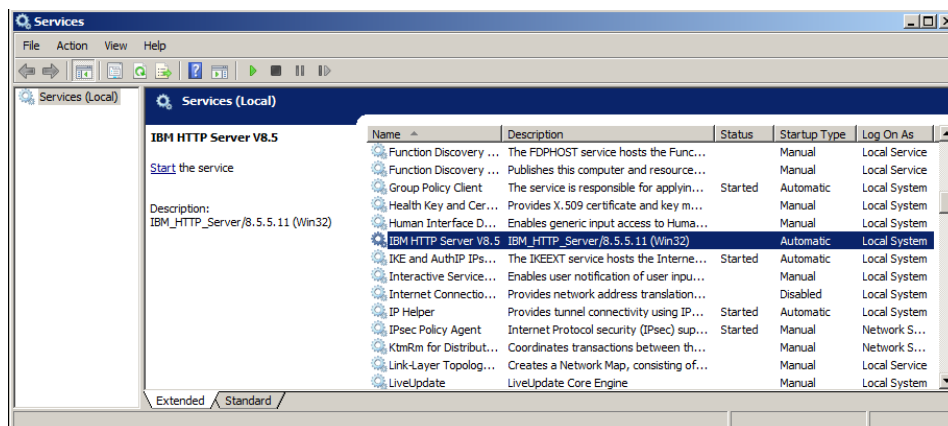 Services
File Action View Help
Services (Local)
Services (Local)
IBM HTTP Server V8.5
Start the service
Description:
IBM_HTTP_Server/8.5.5.11 (Win32)
Name Description Status Startup Type Log On As
Function Discovery ... The FDPHOST service hosts the Func... Manual Local Service
Function Discovery ... Publishes this computer and resource... Manual Local Service
Group Policy Client The service is responsible for applyin... Started Automatic Local System
Health Key and Cer... Provides X.509 certificate and key m... Manual Local System
Human Interface D... Enables generic input access to Huma... Manual Local System
IBM HTTP Server V8.5 IBM_HTTP_Server/8.5.5.11 (Win32) Automatic Local System
IKE and AuthIP IPs... The IKEEXT service hosts the Interne... Started Automatic Local System
Interactive Service... Enables user notification of user inpu... Manual Local System
Internet Connectio... Provides network address translation... Disabled Local System
IP Helper Provides tunnel connectivity using IP... Started Automatic Local System
IPsec Policy Agent Internet Protocol security (IPsec) sup... Started Manual Network S...
KtmRm for Distribut... Coordinates transactions between th... Manual Network S...
Link-Layer Topolog... Creates a Network Map, consisting of... Manual Local Service
LiveUpdate LiveUpdate Core Engine Manual Local System
Extended Standard